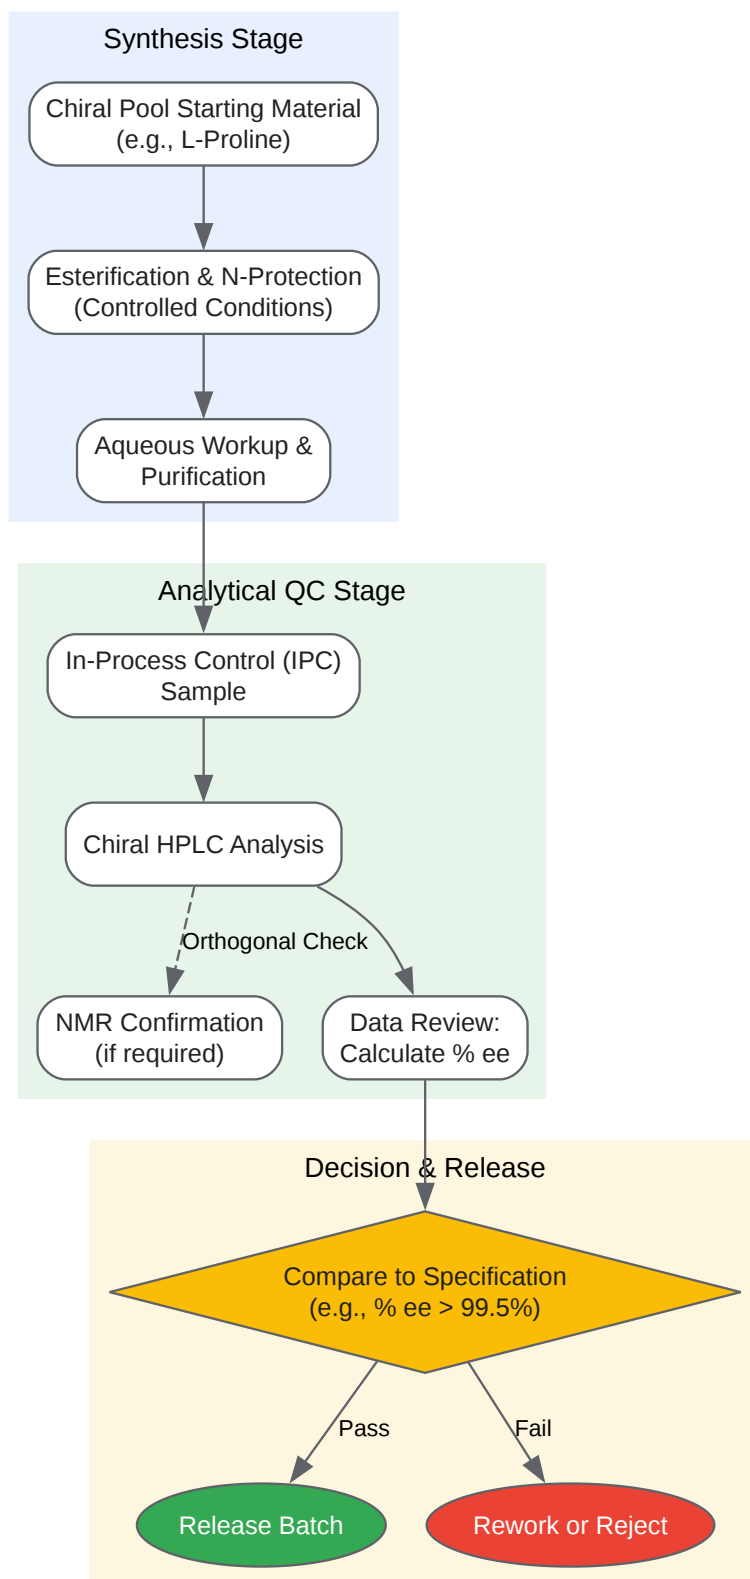 Synthesis Stage
Chiral Pool Starting Material
(e.g., L-Proline)
Esterification & N-Protection
(Controlled Conditions)
Aqueous Workup &
Purification
Analytical QC Stage
In-Process Control (IPC)
Sample
Chiral HPLC Analysis
Orthogonal Check
NMR Confirmation
(if required)
Data Review:
Calculate % ee
Decision & Release
Compare to Specification
(e.g., % ee > 99.5%)
Pass
Fail
Release Batch
Rework or Reject